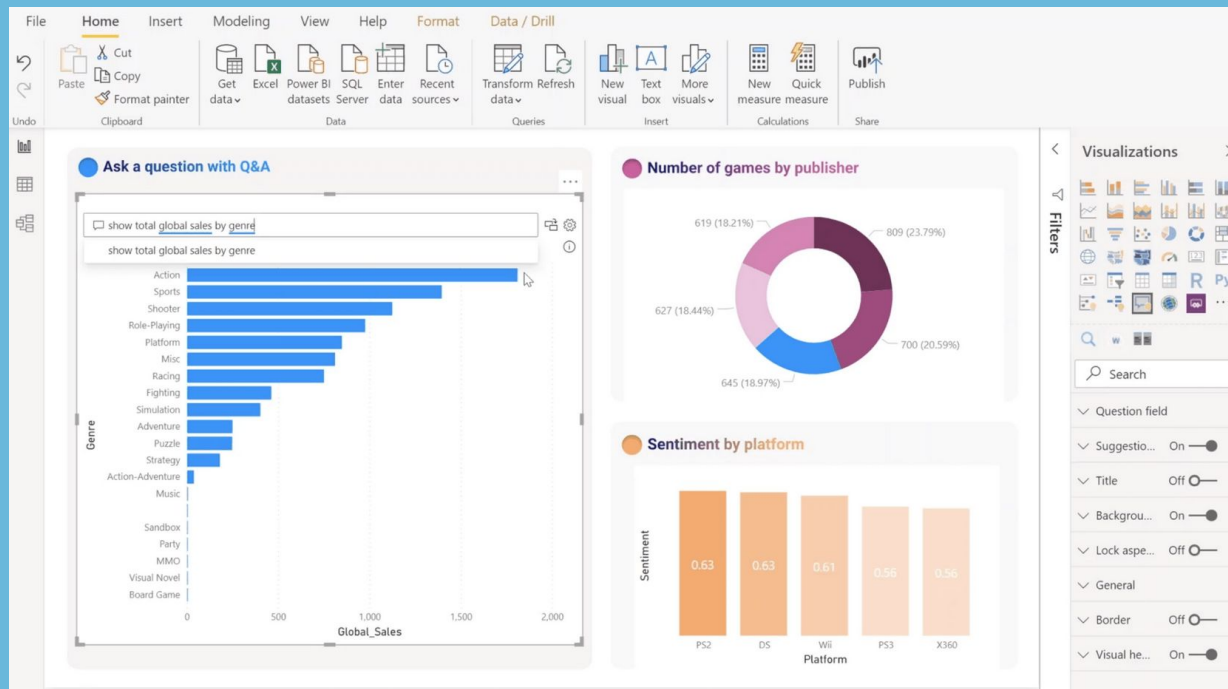 File Home Insert Modeling View Help Format Data / Drill
Cut
Copy
Format painter
Paste
Get data
Excel
Power BI datasets
SQL Server
Enter data
Recent sources
Transform data
Refresh
New visual
Text box
More visuals
New measure
Quick measure
Publish
Undo Clipboard Data Queries Insert Calculations Share
Ask a question with Q&A
show total global sales by genre
show total global sales by genre
Genre
Action
Sports
Shooter
Role-Playing
Platform
Misc
Racing
Fighting
Simulation
Adventure
Puzzle
Strategy
Action-Adventure
Music
Sandbox
Party
MMO
Visual Novel
Board Game
0 500 1,000 1,500 2,000
Global_Sales
Number of games by publisher
619 (18.21%)
809 (23.79%)
627 (18.44%)
700 (20.59%)
645 (18.97%)
Sentiment by platform
Sentiment
0.63 0.63 0.61 0.56 0.56
PS2 DS Wii PS3 X360
Platform
Filters
Visualizations
R Py
Search
Question field
Suggestio... On
Title Off
Backgrou... On
Lock aspe... Off
General
Border Off
Visual he... On